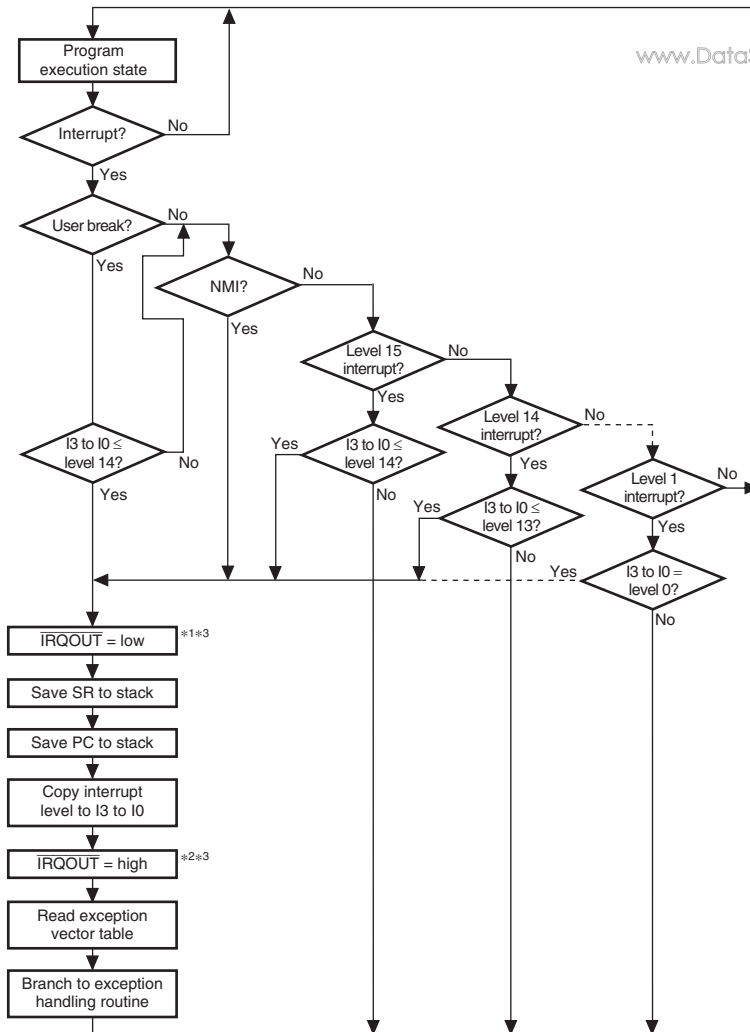 Program
execution state
www.Data
Interrupt?
No
Yes
User break?
No
Yes
NMI?
No
Yes
Level 15
interrupt?
No
Yes
Level 14
interrupt?
No
Yes
I3 to I0 ≤
level 14?
No
Yes
I3 to I0 ≤
level 14?
Yes
No
Level 1
interrupt?
No
Yes
I3 to I0 ≤
level 13?
Yes
No
I3 to I0 =
level 0?
Yes
No
IRQOUT = low
*1*3
Save SR to stack
Save PC to stack
Copy interrupt
level to I3 to I0
IRQOUT = high
*2*3
Read exception
vector table
Branch to exception
handling routine